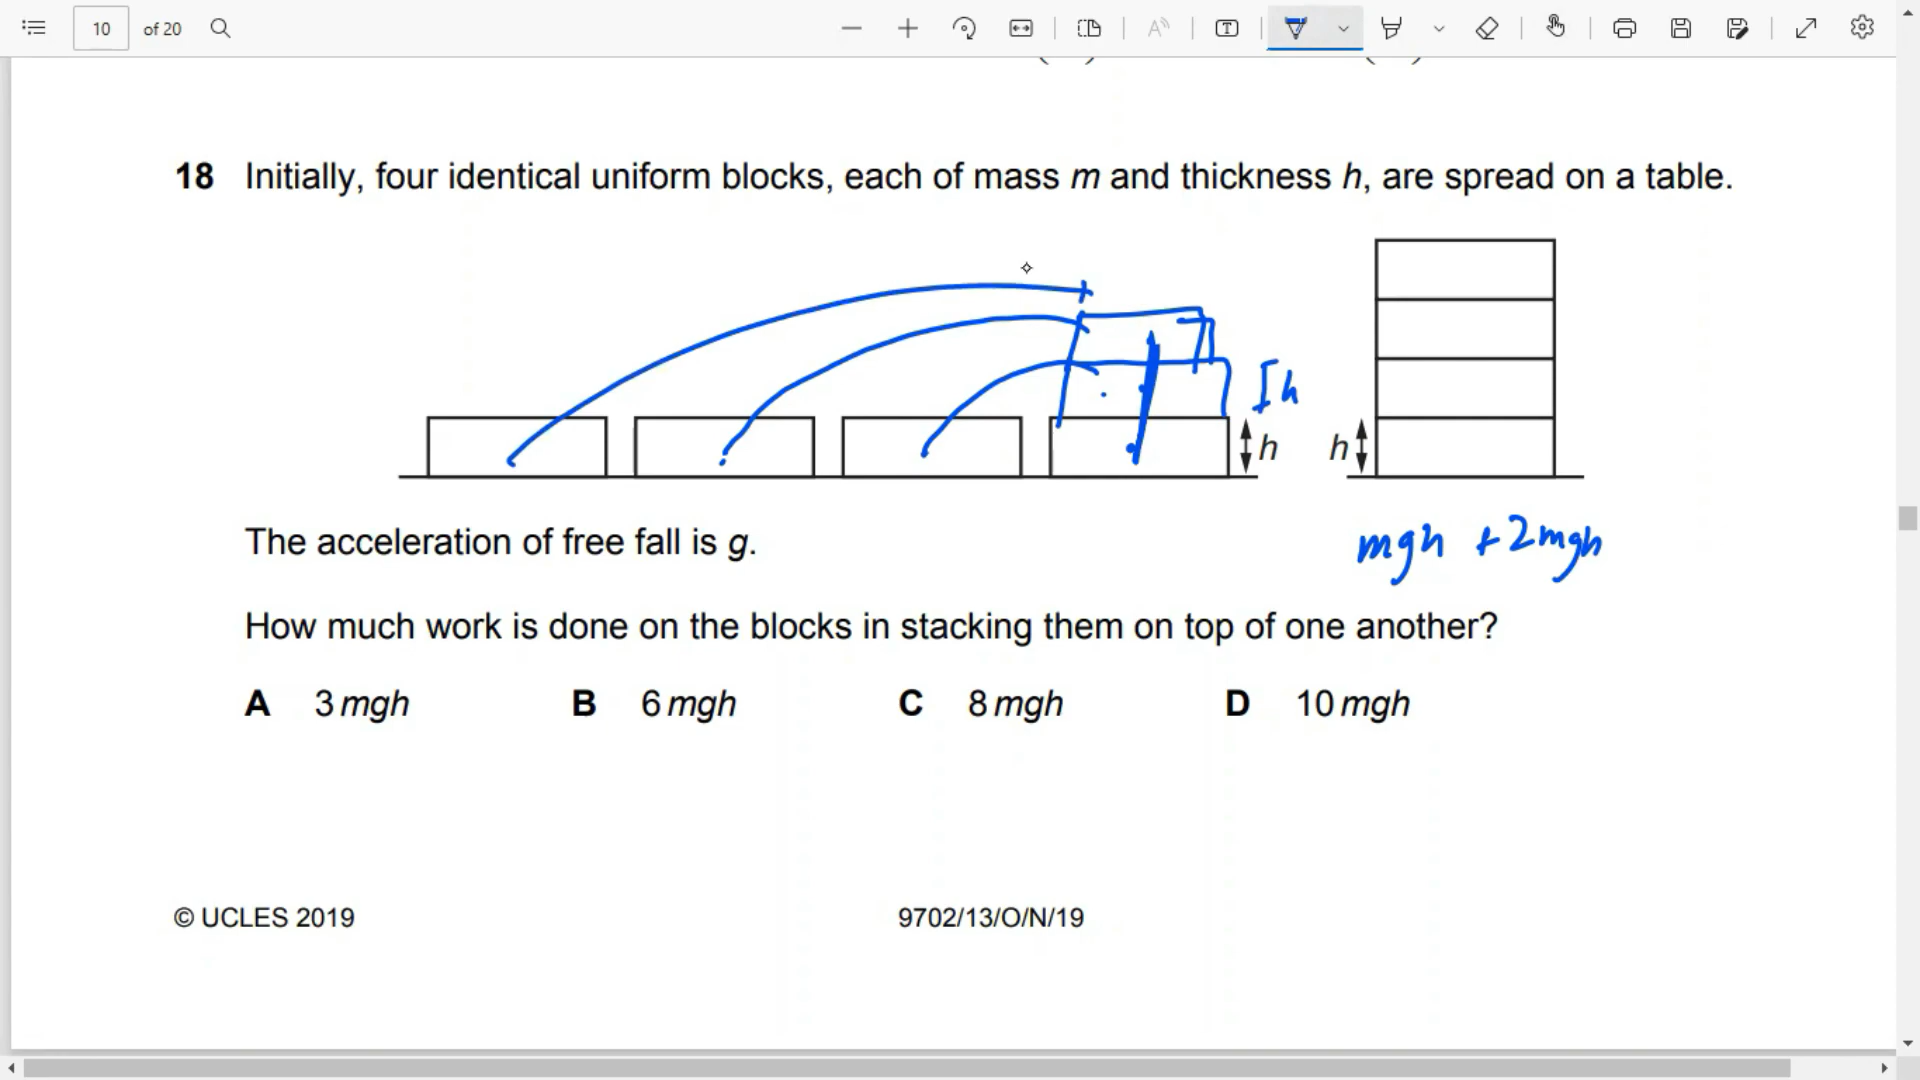 10 of 20
18 Initially, four identical uniform blocks, each of mass m and thickness h, are spread on a table.
h
h
h
The acceleration of free fall is g.
mgh + 2mgh
How much work is done on the blocks in stacking them on top of one another?
A 3 mgh B 6 mgh C 8 mgh D 10 mgh
© UCLES 2019 9702/13/O/N/19